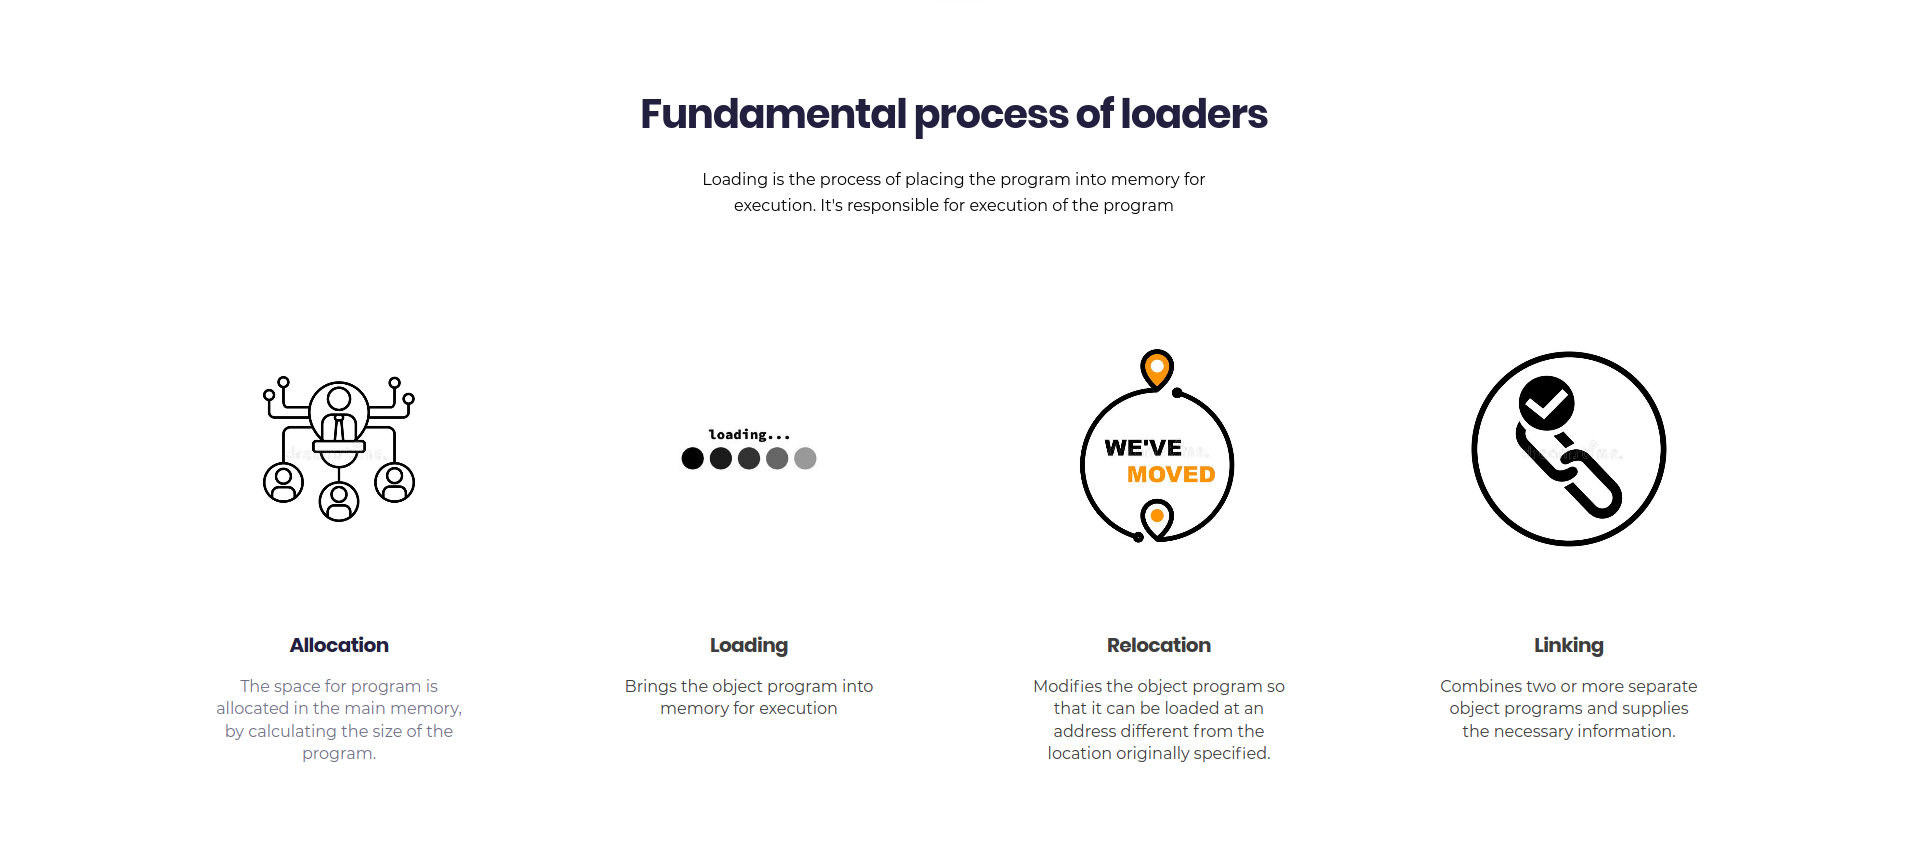 Fundamental process of loaders
Loading is the process of placing the program into memory for
execution. It's responsible for execution of the program
loading...
WE'VE
MOVED
Allocation
The space for program is
allocated in the main memory,
by calculating the size of the
program.
Loading
Brings the object program into
memory for execution
Relocation
Modifies the object program so
that it can be loaded at an
address different from the
location originally specified.
Linking
Combines two or more separate
object programs and supplies
the necessary information.